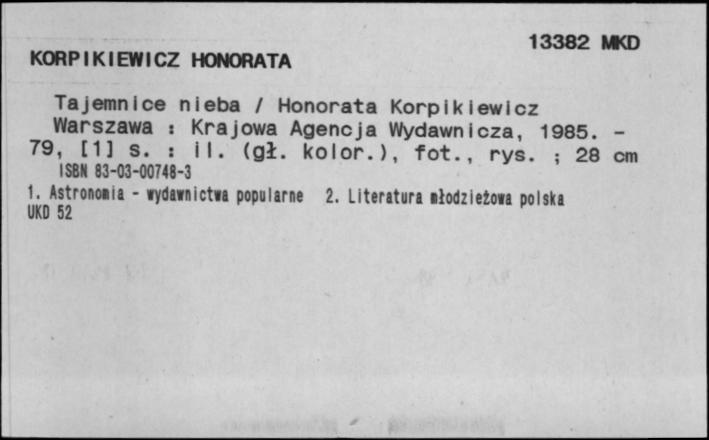 13382 MKD
KORPIKIEWICZ HONORATA
Tajemnice nieba / Honorata Korpikiewicz
Warszawa : Krajowa Agencja Wydawnicza, 1985. -
79, [1] s. : il. (gł. kolor.), fot., rys. ; 28 cm
ISBN 83-03-00748-3
1. Astronomia - wydawnictwa popularne 2. Literatura młodzieżowa polska
UKD 52